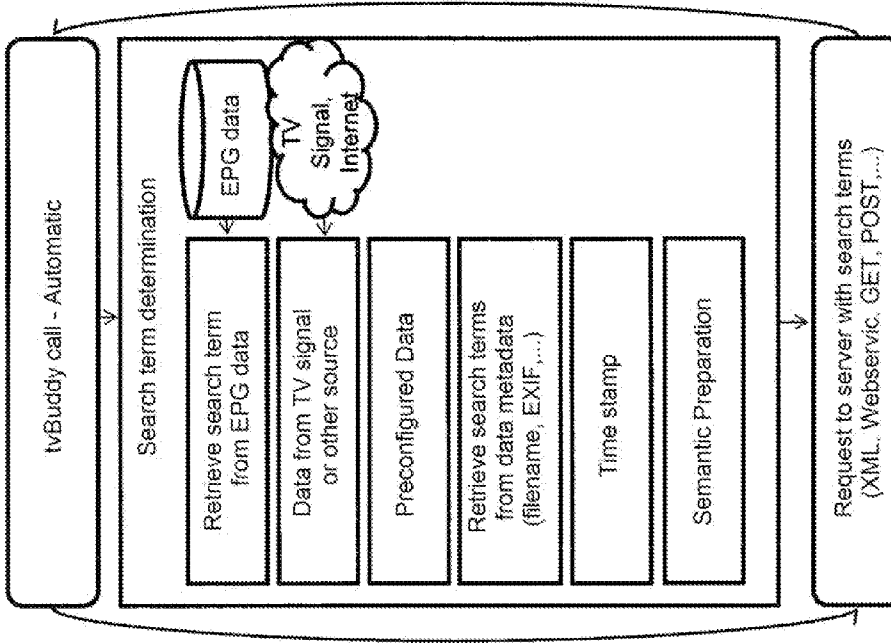 tvBuddy call - Automatic
Search term determination
Retrieve search term
from EPG data
EPG data
Data from TV signal
or other source
TV
Signal,
Internet
Preconfigured Data
Retrieve search terms
from data metadata
(filename, EXIF,...)
Time stamp
Semantic Preparation
Request to server with search terms
(XML, Webservic, GET, POST,...)